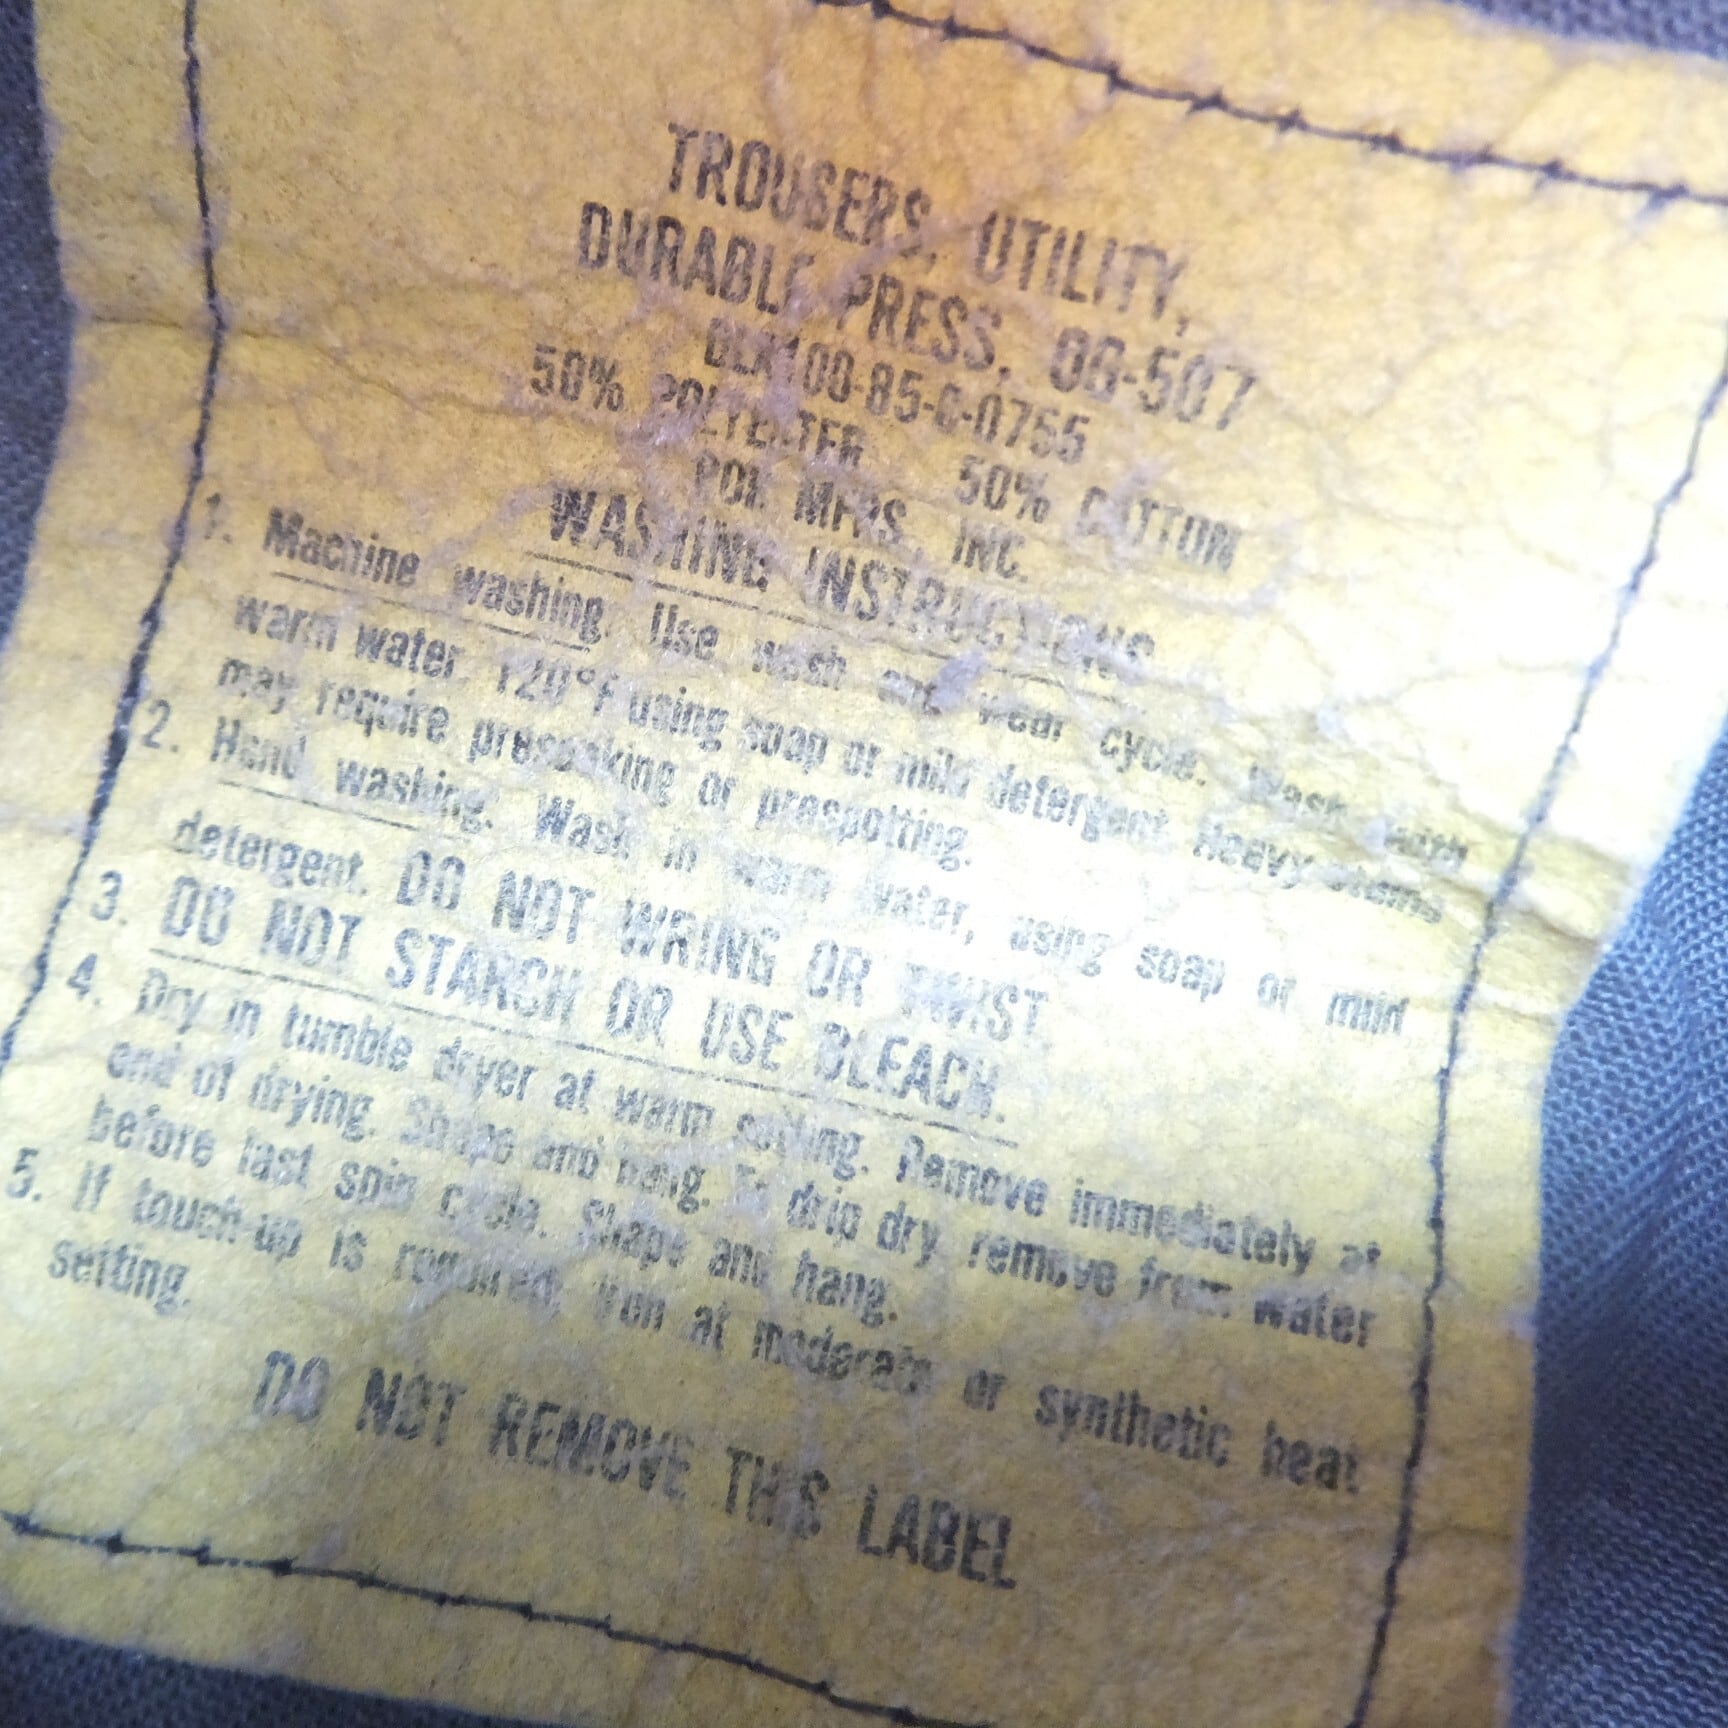 TROUSERS, UTILITY,
DURABLE PRESS, OG-507
DLA100-85-C-0755
50% POLYESTER 50% COTTON
MFRS., INC.
WASHING INSTRUCTIONS
1. Machine washing. Use wash and wear cycle. Wash with
warm water 120°F using soap or mild detergent. Heavy stains
may require presoaking or prespotting.
2. Hand washing. Wash in warm water, using soap or mild
detergent. DO NOT WRING OR TWIST.
3. DO NOT STARCH OR USE BLEACH.
4. Dry in tumble dryer at warm setting. Remove immediately at
end of drying. Shape and hang. To drip dry remove from water
before last spin cycle. Shape and hang.
5. If touch-up is required, iron at moderate or synthetic heat
setting.
DO NOT REMOVE THIS LABEL